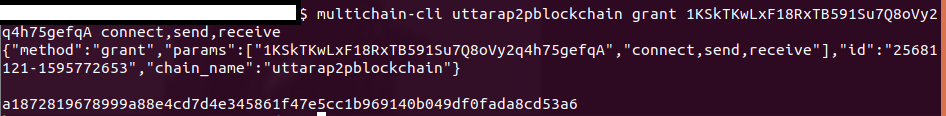 $ multichain-cli uttarap2pblockchain grant 1KSkTKwLxF18RxTB591Su7Q8oVy2
q4h75gefqA connect,send,receive
{"method":"grant","params":["1KSkTKwLxF18RxTB591Su7Q8oVy2q4h75gefqA","connect,send,receive"],"id":"25681
121-1595772653","chain_name":"uttarap2pblockchain"}
a1872819678999a88e4cd7d4e345861f47e5cc1b969140b049df0fada8cd53a6